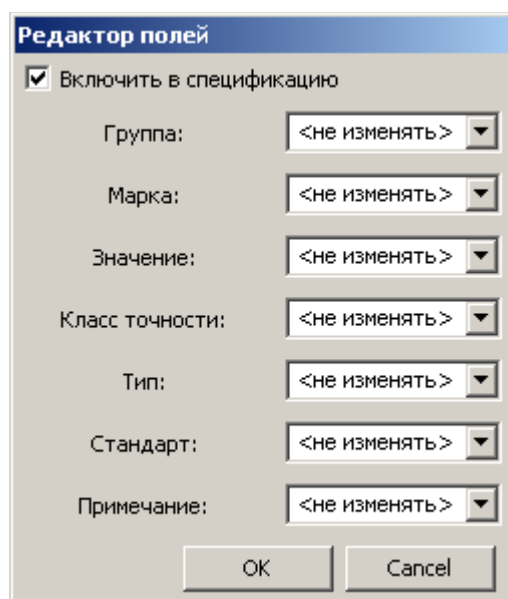 Редактор полей
Включить в спецификацию
Группа: <не изменять>
Марка: <не изменять>
Значение: <не изменять>
Класс точности: <не изменять>
Тип: <не изменять>
Стандарт: <не изменять>
Примечание: <не изменять>
OK Cancel